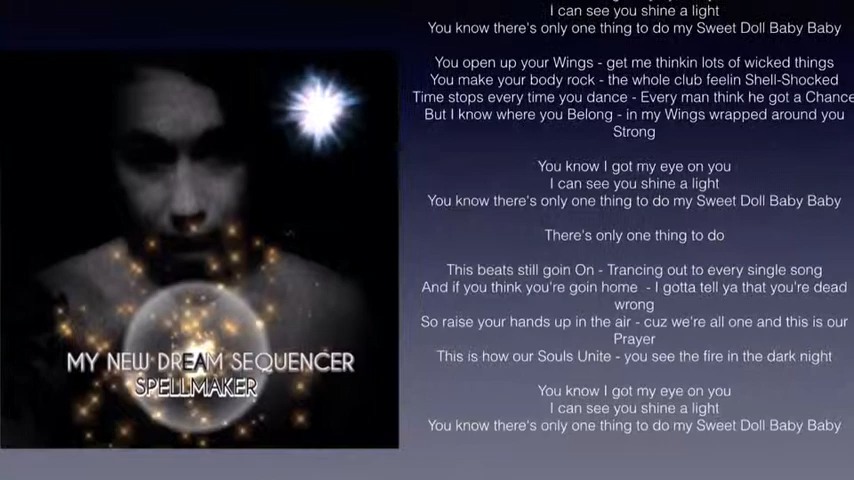 I can see you shine a light
You know there's only one thing to do my Sweet Doll Baby Baby
You open up your Wings - get me thinkin lots of wicked things
You make your body rock - the whole club feelin Shell-Shocked
Time stops every time you dance - Every man think he got a Chance
But I know where you Belong - in my Wings wrapped around you
Strong
You know I got my eye on you
I can see you shine a light
You know there's only one thing to do my Sweet Doll Baby Baby
There's only one thing to do
This beats still goin On - Trancing out to every single song
And if you think you're goin home - I gotta tell ya that you're dead
wrong
So raise your hands up in the air - cuz we're all one and this is our
Prayer
This is how our Souls Unite - you see the fire in the dark night
You know I got my eye on you
I can see you shine a light
You know there's only one thing to do my Sweet Doll Baby Baby
MY NEW DREAM SEQUENCER
SPELLMAKER